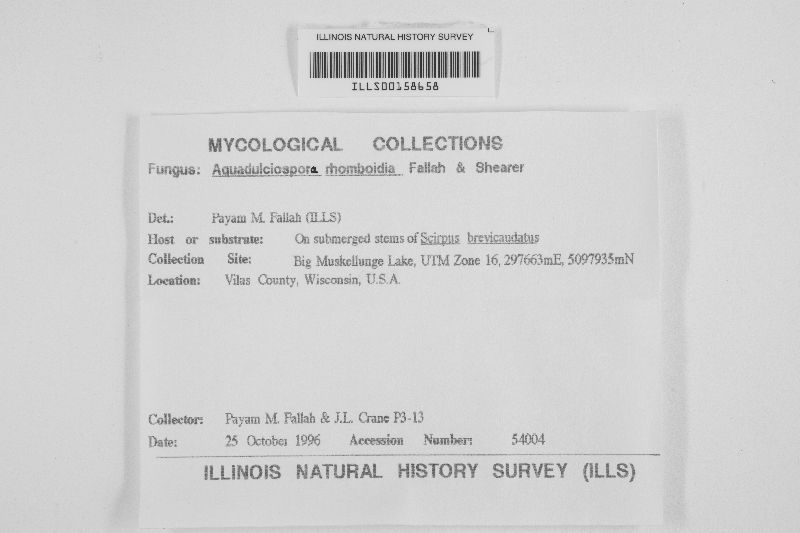 ILLINOIS NATURAL HISTORY SURVEY
ILLS00158658
MYCOLOGICAL COLLECTIONS
Fungus: Aquadulciospora rhomboidia Fallah & Shearer
Det.: Payam M. Fallah (ILLS)
Host or substrate: On submerged stems of Scirpus brevicaudatus
Collection Site: Big Muskellunge Lake, UTM Zone 16, 297663mE, 5097935mN
Location: Vilas County, Wisconsin, U.S.A.
Collector: Payam M. Fallah & J.L. Crane P3-13
Date: 25 October 1996 Accession Number: 54004
ILLINOIS NATURAL HISTORY SURVEY (ILLS)